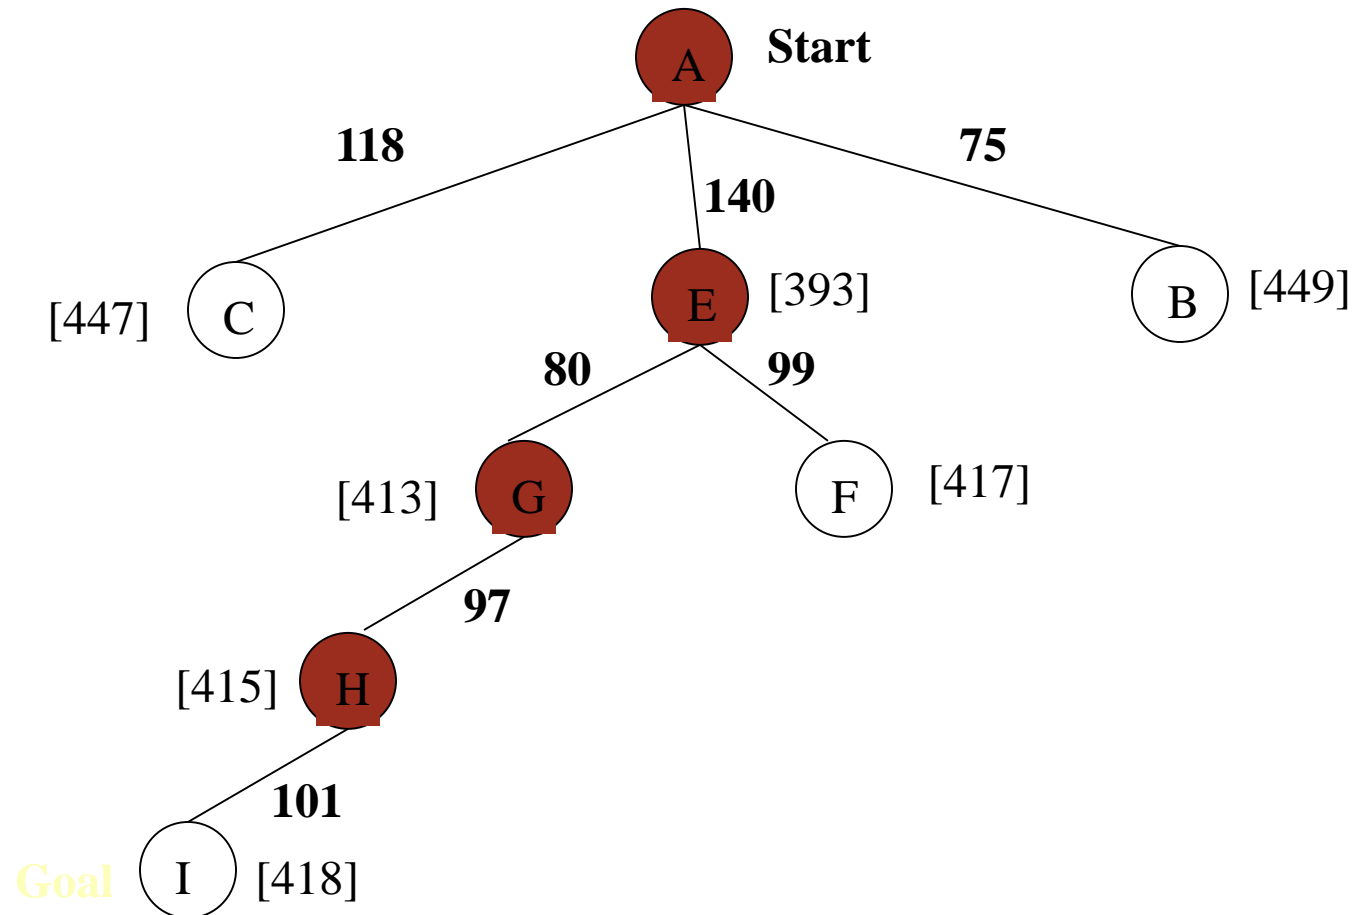 A Start
118
75
140
[447] C
E [393]
B [449]
80
99
[413] G
F [417]
97
[415] H
101
Goal I [418]